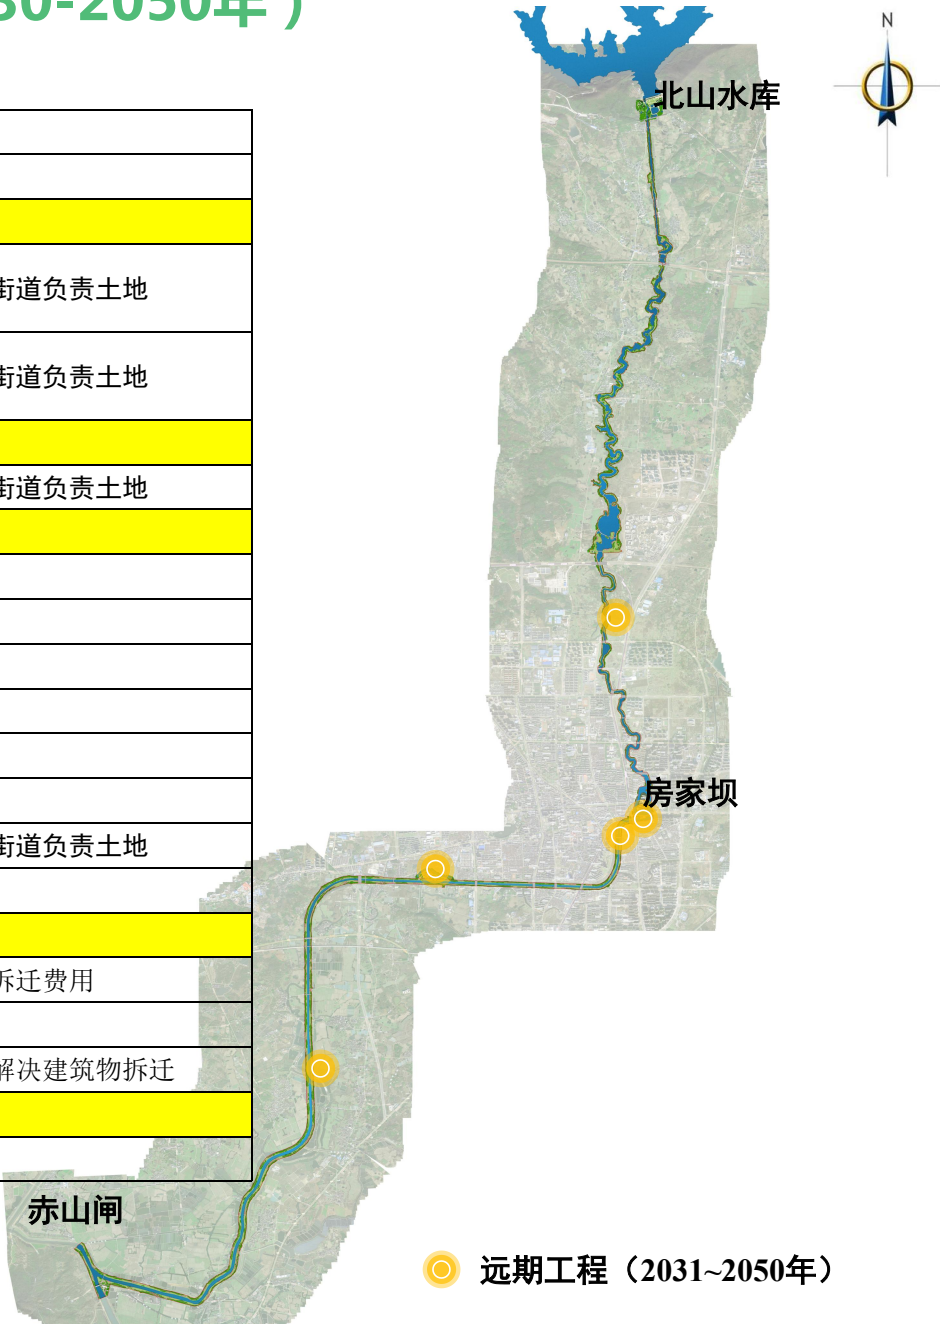 30-2050年）
N
北山水库
街道负责土地
街道负责土地
街道负责土地
房家坝
街道负责土地
拆迁费用
解决建筑物拆迁
赤山闸
远期工程（2031~2050年）